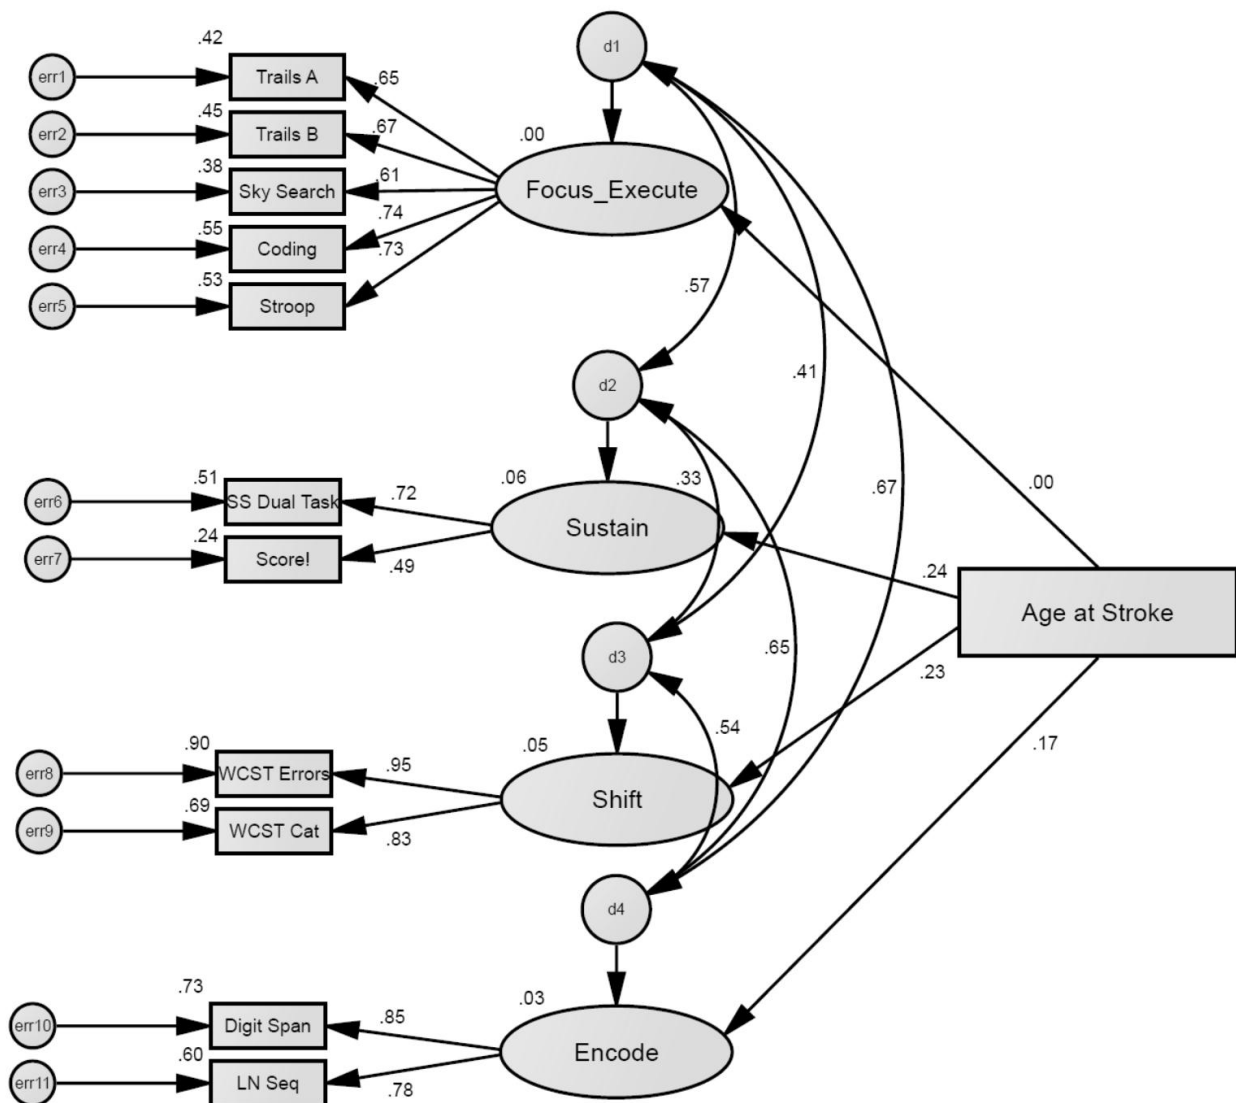 .42
d1
err1
Trails A
.65
.45
err2
Trails B
.67
.00
.38
err3
Sky Search
.61
Focus_Execute
.74
.55
err4
Coding
.73
.53
err5
Stroop
.57
.41
d2
.51
.06
.33
.67
.00
err6
SS Dual Task
.72
Sustain
.24
err7
Score!
.49
.24
Age at Stroke
d3
.65
.23
.54
.90
.05
.17
err8
WCST Errors
.95
Shift
.69
err9
WCST Cat
.83
d4
.73
.03
err10
Digit Span
.85
Encode
.60
err11
LN Seq
.78